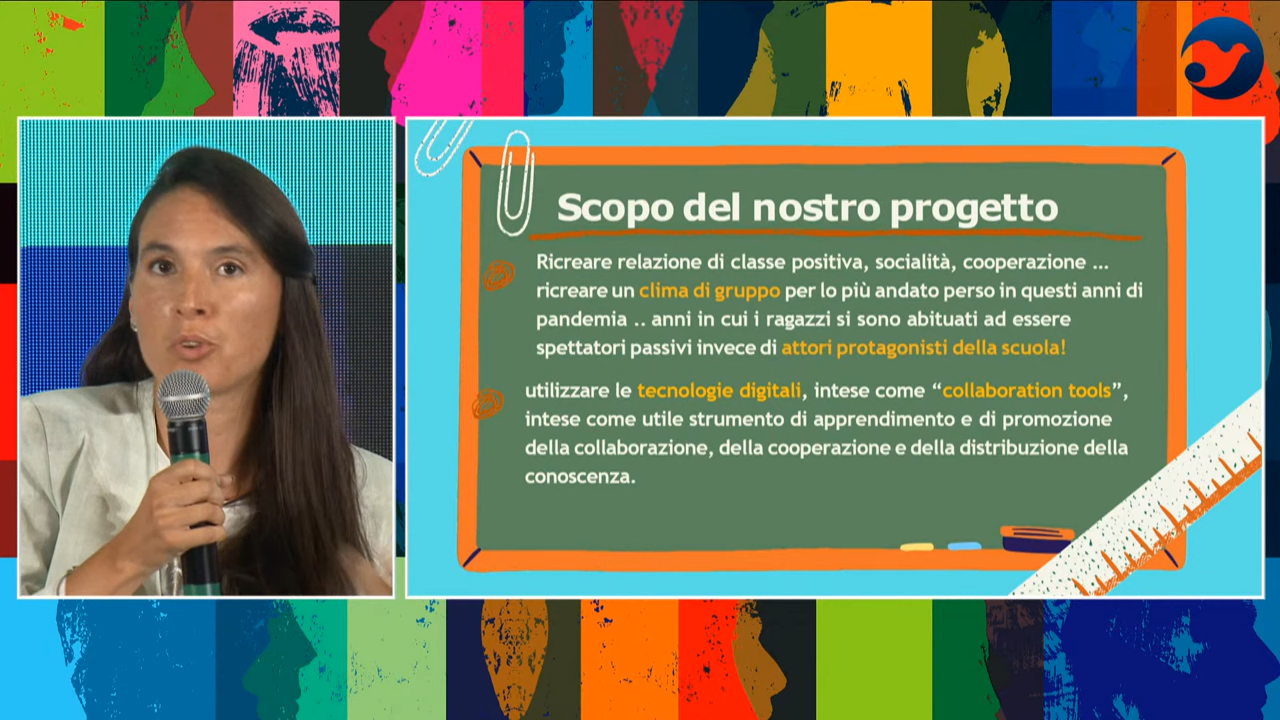 Scopo del nostro progetto
Ricreare relazione di classe positiva, socialità, cooperazione ...
ricreare un clima di gruppo per lo più andato perso in questi anni di
pandemia .. anni in cui i ragazzi si sono abituati ad essere
spettatori passivi invece di attori protagonisti della scuola!
utilizzare le tecnologie digitali, intese come “collaboration tools”,
intese come utile strumento di apprendimento e di promozione
della collaborazione, della cooperazione e della distribuzione della
conoscenza.